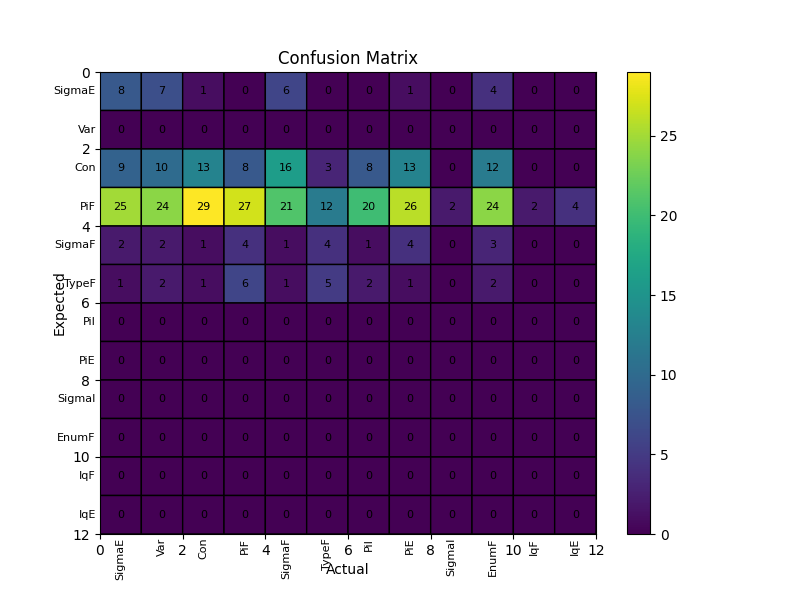 Confusion Matrix
0
SigmaE 8 7 1 0 6 0 0 1 0 4 0 0
Var 0 0 0 0 0 0 0 0 0 0 0 0
2
Con 9 10 13 8 16 3 8 13 0 12 0 0
PiF 25 24 29 27 21 12 20 26 2 24 2 4
4
SigmaF 2 2 1 4 1 4 1 4 0 3 0 0
TypeF 1 2 1 6 1 5 2 1 0 2 0 0
6
PiI 0 0 0 0 0 0 0 0 0 0 0 0
PiE 0 0 0 0 0 0 0 0 0 0 0 0
8
SigmaI 0 0 0 0 0 0 0 0 0 0 0 0
EnumF 0 0 0 0 0 0 0 0 0 0 0 0
10
IqF 0 0 0 0 0 0 0 0 0 0 0 0
IqE 0 0 0 0 0 0 0 0 0 0 0 0
12
Expected
0 2 4 6 8 10 12
SigmaE Var Con PiF SigmaF TypeF PiI PiE SigmaI EnumF IqF IqE
Actual
25
20
15
10
5
0